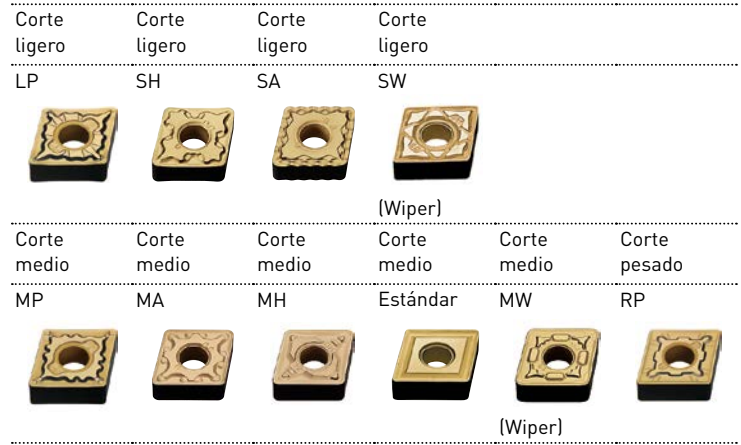 Corte Corte Corte Corte
ligero ligero ligero ligero
LP SH SA SW
(Wiper)
Corte Corte Corte Corte Corte Corte
medio medio medio medio medio pesado
MP MA MH Estándar MW RP
(Wiper)